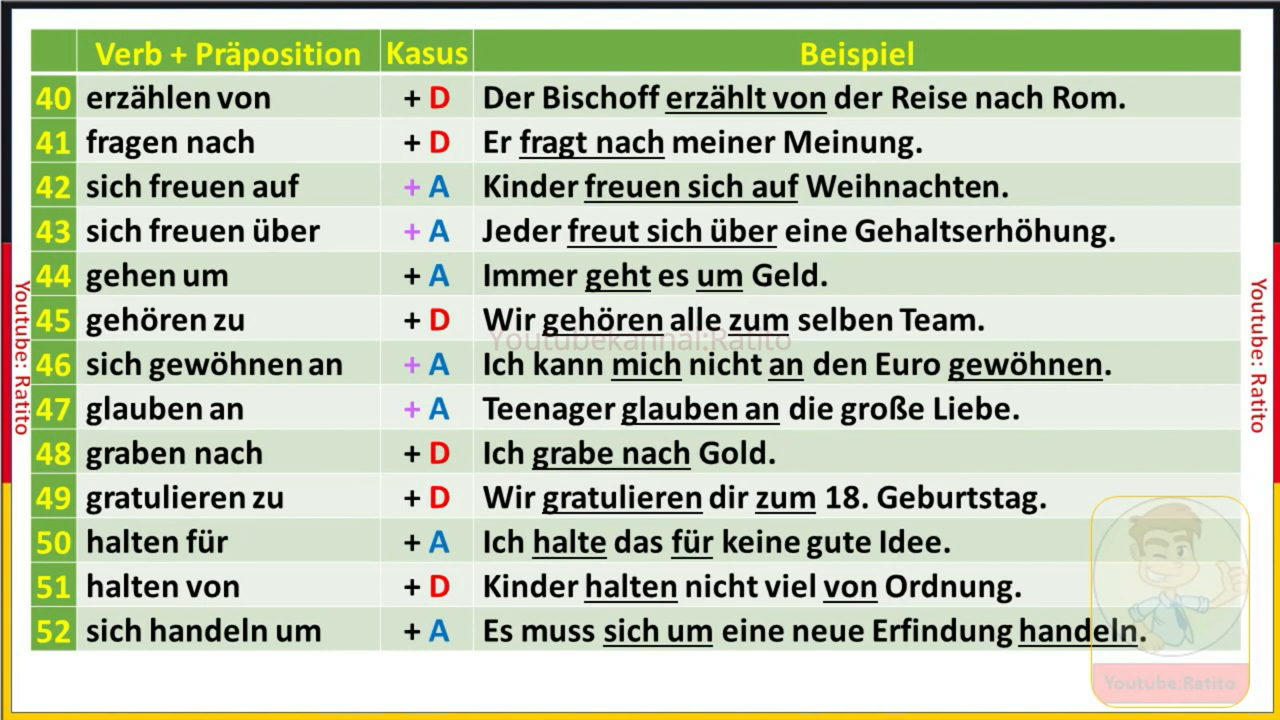 Verb + Präposition Kasus Beispiel
40 erzählen von + D Der Bischoff erzählt von der Reise nach Rom.
41 fragen nach + D Er fragt nach meiner Meinung.
42 sich freuen auf + A Kinder freuen sich auf Weihnachten.
43 sich freuen über + A Jeder freut sich über eine Gehaltserhöhung.
44 gehen um + A Immer geht es um Geld.
45 gehören zu + D Wir gehören alle zum selben Team.
Youtubekannal:Ratito
46 sich gewöhnen an + A Ich kann mich nicht an den Euro gewöhnen.
47 glauben an + A Teenager glauben an die große Liebe.
48 graben nach + D Ich grabe nach Gold.
49 gratulieren zu + D Wir gratulieren dir zum 18. Geburtstag.
50 halten für + A Ich halte das für keine gute Idee.
51 halten von + D Kinder halten nicht viel von Ordnung.
52 sich handeln um + A Es muss sich um eine neue Erfindung handeln.
Youtube: Ratito
Youtube: Ratito
Youtube:Ratito